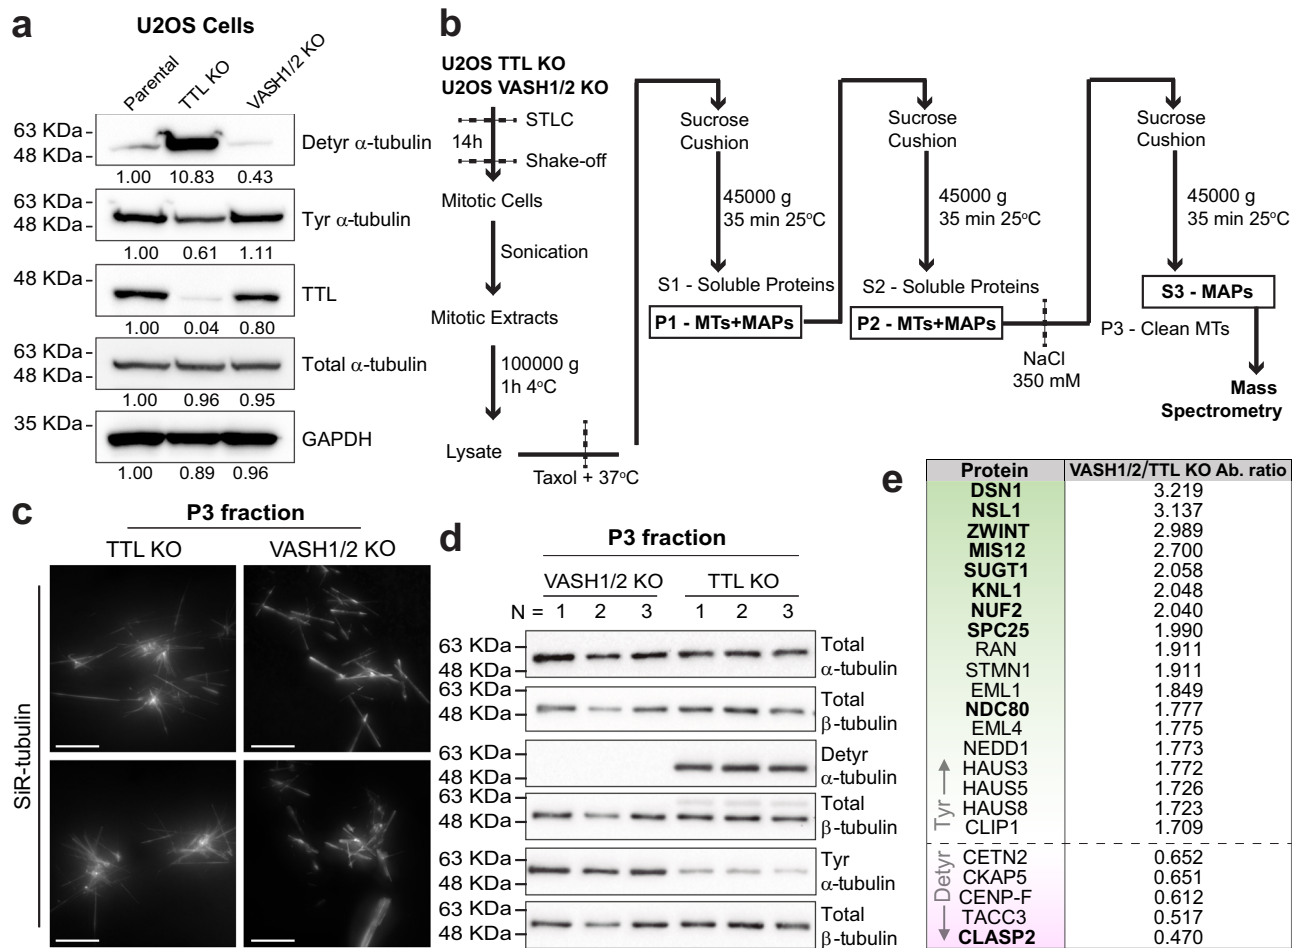 a
U2OS Cells
Parental
TTL KO
VASH1/2 KO
63 KDa
48 KDa
Detyr α-tubulin
1.00 10.83 0.43
63 KDa
48 KDa
Tyr α-tubulin
1.00 0.61 1.11
48 KDa
TTL
1.00 0.04 0.80
63 KDa
48 KDa
Total α-tubulin
1.00 0.96 0.95
35 KDa
GAPDH
1.00 0.89 0.96
b
U2OS TTL KO
U2OS VASH1/2 KO
STLC
14h
Shake-off
Mitotic Cells
Sonication
Mitotic Extracts
100000 g
1h 4ºC
Lysate
Taxol + 37ºC
Sucrose
Cushion
45000 g
35 min 25ºC
S1 - Soluble Proteins
P1 - MTs+MAPs
Sucrose
Cushion
45000 g
35 min 25ºC
S2 - Soluble Proteins
P2 - MTs+MAPs
NaCl
350 mM
Sucrose
Cushion
45000 g
35 min 25ºC
S3 - MAPs
P3 - Clean MTs
Mass
Spectrometry
c
P3 fraction
TTL KO VASH1/2 KO
SiR-tubulin
d
P3 fraction
VASH1/2 KO TTL KO
N = 1 2 3 1 2 3
63 KDa
48 KDa
Total
α-tubulin
63 KDa
48 KDa
Total
β-tubulin
63 KDa
48 KDa
Detyr
α-tubulin
63 KDa
48 KDa
Total
β-tubulin
63 KDa
48 KDa
Tyr
α-tubulin
63 KDa
48 KDa
Total
β-tubulin
e
Protein VASH1/2/TTL KO Ab. ratio
DSN1 3.219
NSL1 3.137
ZWINT 2.989
MIS12 2.700
SUGT1 2.058
KNL1 2.048
NUF2 2.040
SPC25 1.990
RAN 1.911
STMN1 1.911
EML1 1.849
NDC80 1.777
EML4 1.775
NEDD1 1.773
HAUS3 1.772
HAUS5 1.726
HAUS8 1.723
CLIP1 1.709
Tyr
CETN2 0.652
CKAP5 0.651
CENP-F 0.612
TACC3 0.517
CLASP2 0.470
Detyr